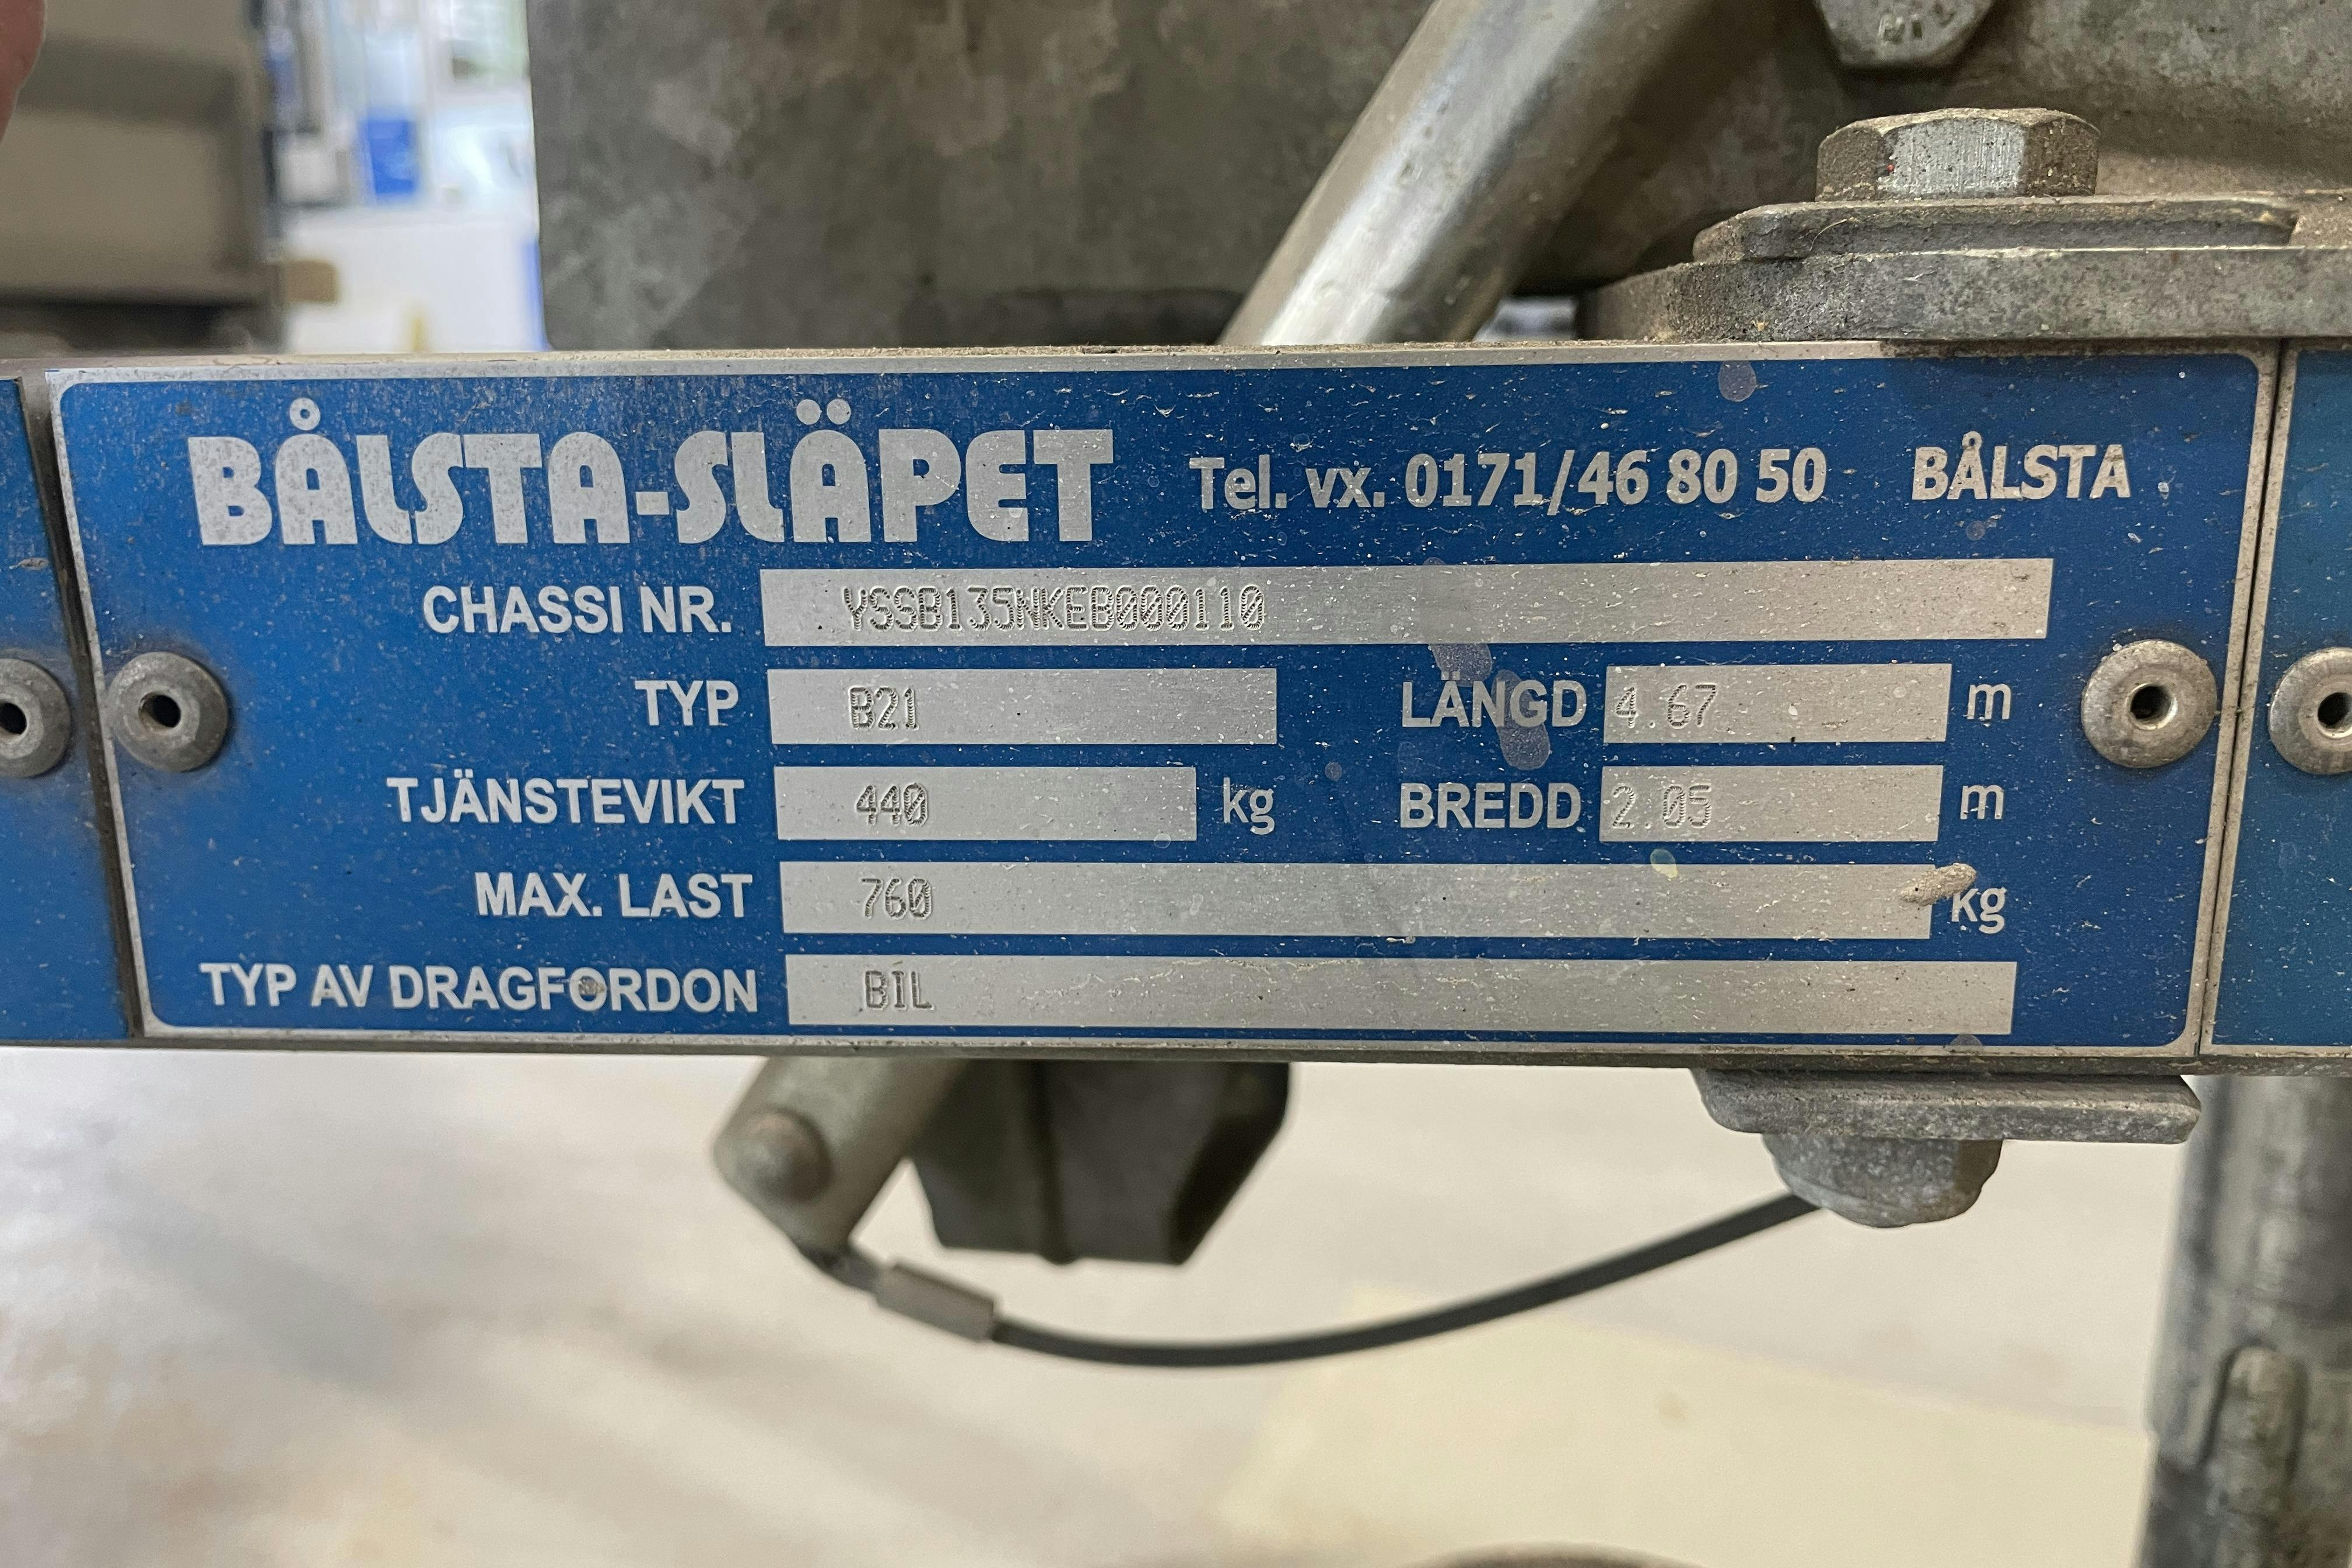 BÅLSTA-SLÄPET Tel. vx. 0171/46 80 50 BÅLSTA
CHASSI NR. YSSB135NKEB000110
TYP B21 LÄNGD 4.67 m
TJÄNSTEVIKT 440 kg BREDD 2.05 m
MAX. LAST 760 kg
TYP AV DRAGFORDON BIL